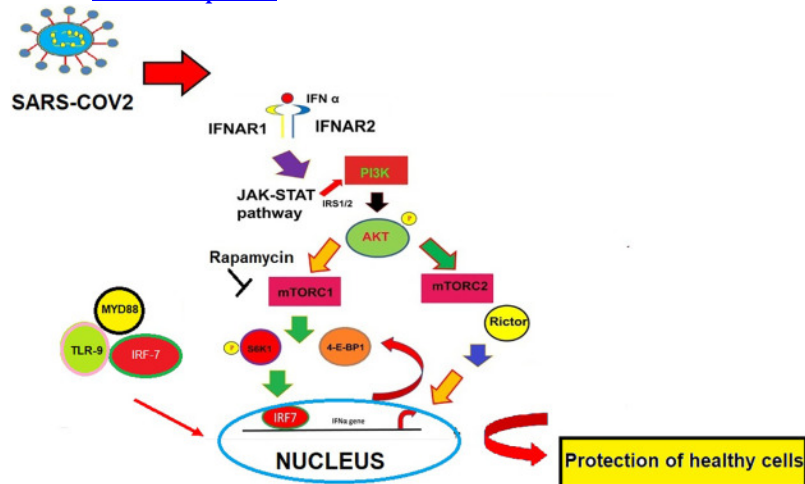 SARS-COV2
IFN α
IFNAR1
IFNAR2
PI3K
JAK-STAT
pathway
IRS1/2
P
AKT
Rapamycin
mTORC1
mTORC2
MYD88
Rictor
TLR-9
IRF-7
P
S6K1
4-E-BP1
IRF7
IFNα gene
NUCLEUS
Protection of healthy cells